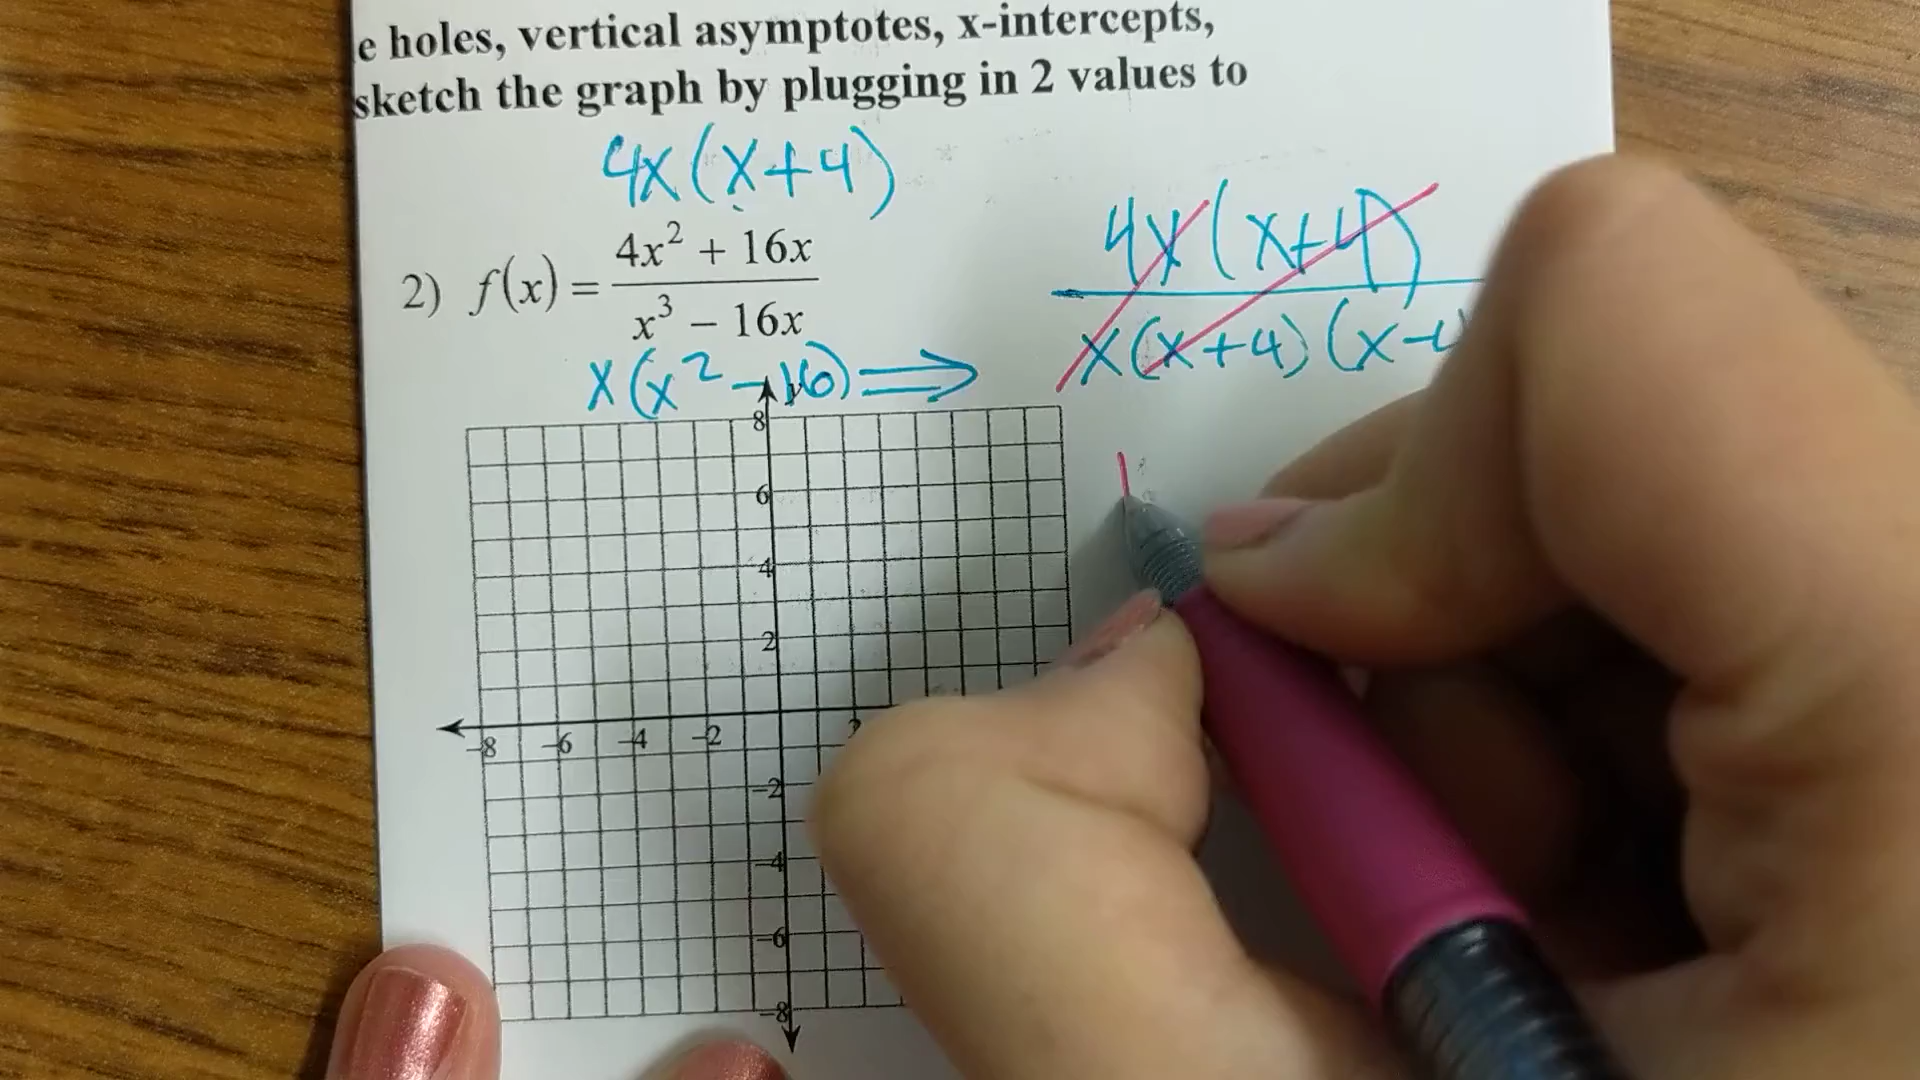 e holes, vertical asymptotes, x-intercepts,
sketch the graph by plugging in 2 values to
4x(x+4)
2) f(x) = (4x² + 16x)/(x³ - 16x)
x(x²-16) ⇒
4x(x+4)
x(x+4)(x-
y
8
6
4
2
-8 -6 -4 -2 2
-2
-4
-6
-8